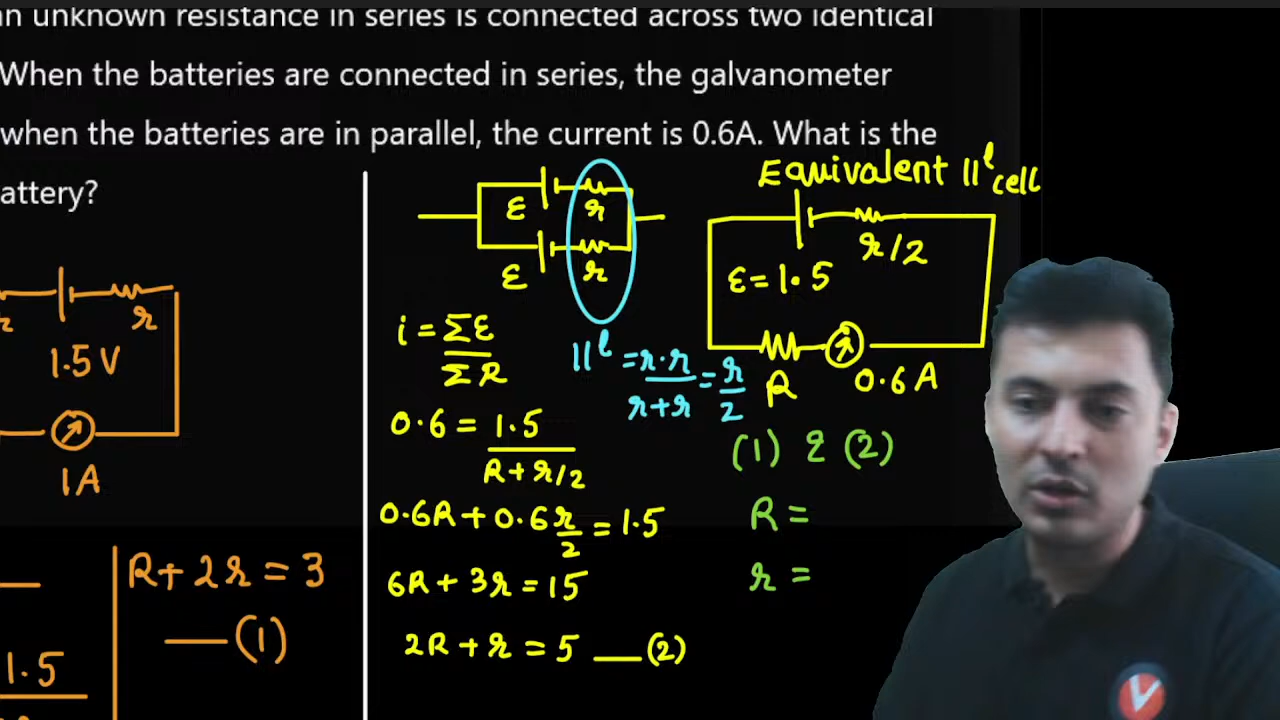 in unknown resistance in series is connected across two identical
When the batteries are connected in series, the galvanometer
when the batteries are in parallel, the current is 0.6A. What is the
attery?
r
1.5 V
1A
R + 2r = 3
—(1)
1.5
ε r
ε r
i = Σε / ΣR
||ˡ = r·r / r+r = r/2
0.6 = 1.5 / R + r/2
0.6R + 0.6 r/2 = 1.5
6R + 3r = 15
2R + r = 5 —(2)
Equivalent ||ˡ cell
r/2
ε = 1.5
R 0.6 A
(1) & (2)
R =
r =
V